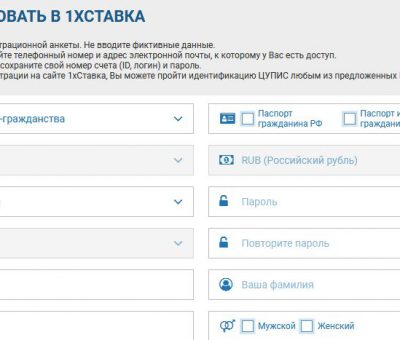 ОВАТЬ В 1ХСТАВКА
трационной анкеты. Не вводите фиктивные данные.
йте телефонный номер и адрес электронной почты, к которому у Вас есть доступ.
сохраните свой номер счета (ID, логин) и пароль.
трации на сайте 1хСтавка, Вы можете пройти идентификацию ЦУПИС любым из предложенных
-гражданства
Паспорт гражданина РФ
Паспорт и
граждани
RUB (Российский рубль)
Пароль
Повторите пароль
Ваша фамилия
Мужской
Женский